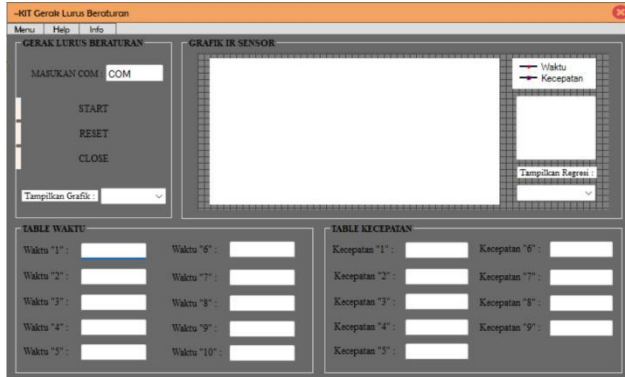 -KIT Gerak Lurus Beraturan
Menu Help Info
GERAK LURUS BERATURAN
MASUKAN COM : COM
START
RESET
CLOSE
Tampilkan Grafik :
GRAFIK IR SENSOR
Waktu
Kecepatan
Tampilkan Regresi :
TABLE WAKTU
Waktu "1" :
Waktu "2" :
Waktu "3" :
Waktu "4" :
Waktu "5" :
Waktu "6" :
Waktu "7" :
Waktu "8" :
Waktu "9" :
Waktu "10" :
TABLE KECEPATAN
Kecepatan "1" :
Kecepatan "2" :
Kecepatan "3" :
Kecepatan "4" :
Kecepatan "5" :
Kecepatan "6" :
Kecepatan "7" :
Kecepatan "8" :
Kecepatan "9" :